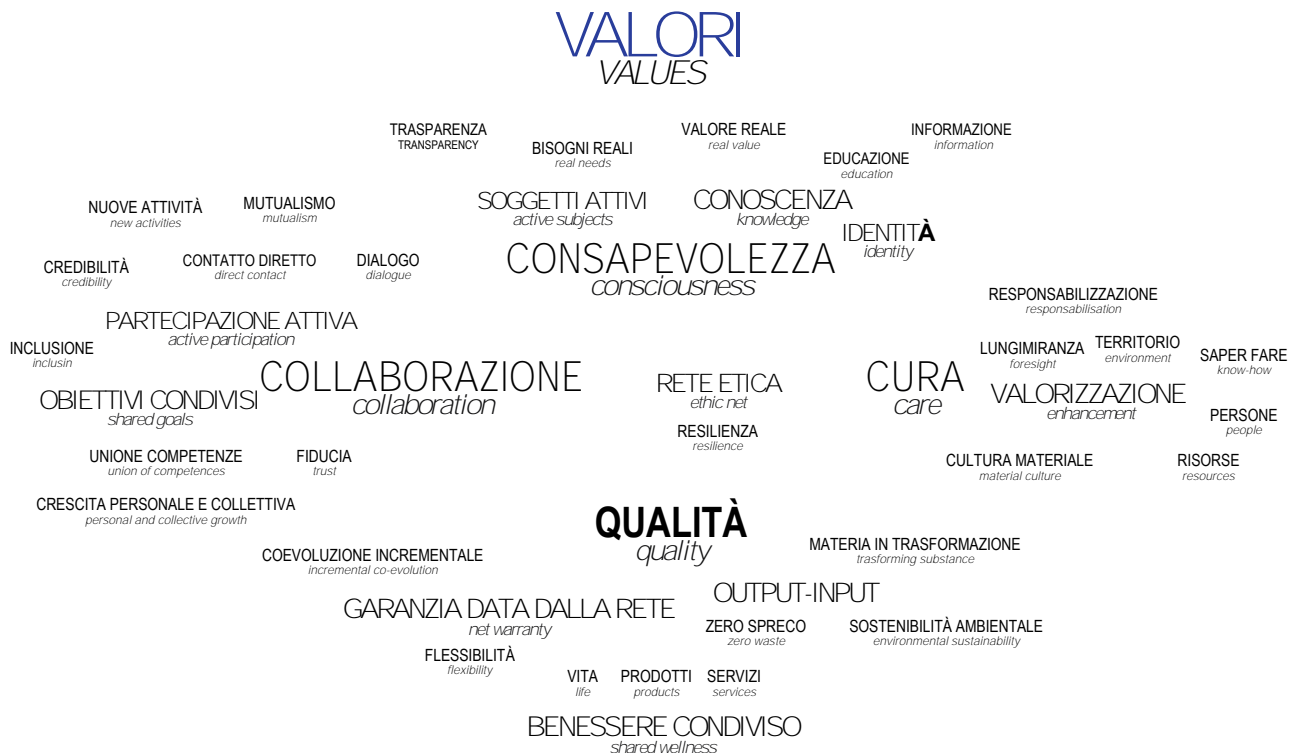 VALORI
VALUES
TRASPARENZA
TRANSPARENCY
BISOGNI REALI
real needs
VALORE REALE
real value
INFORMAZIONE
information
EDUCAZIONE
education
NUOVE ATTIVITÀ
new activities
MUTUALISMO
mutualism
SOGGETTI ATTIVI
active subjects
CONOSCENZA
knowledge
IDENTITÀ
identity
CREDIBILITÀ
credibility
CONTATTO DIRETTO
direct contact
DIALOGO
dialogue
CONSAPEVOLEZZA
consciousness
RESPONSABILIZZAZIONE
responsabilisation
PARTECIPAZIONE ATTIVA
active participation
INCLUSIONE
inclusin
LUNGIMIRANZA
foresight
TERRITORIO
environment
SAPER FARE
know-how
OBIETTIVI CONDIVISI
shared goals
COLLABORAZIONE
collaboration
RETE ETICA
ethic net
CURA
care
VALORIZZAZIONE
enhancement
PERSONE
people
RESILIENZA
resilience
UNIONE COMPETENZE
union of competences
FIDUCIA
trust
CULTURA MATERIALE
material culture
RISORSE
resources
CRESCITA PERSONALE E COLLETTIVA
personal and collective growth
QUALITÀ
quality
COEVOLUZIONE INCREMENTALE
incremental co-evolution
MATERIA IN TRASFORMAZIONE
trasforming substance
GARANZIA DATA DALLA RETE
net warranty
OUTPUT-INPUT
ZERO SPRECO
zero waste
SOSTENIBILITÀ AMBIENTALE
environmental sustainability
FLESSIBILITÀ
flexibility
VITA
life
PRODOTTI
products
SERVIZI
services
BENESSERE CONDIVISO
shared wellness